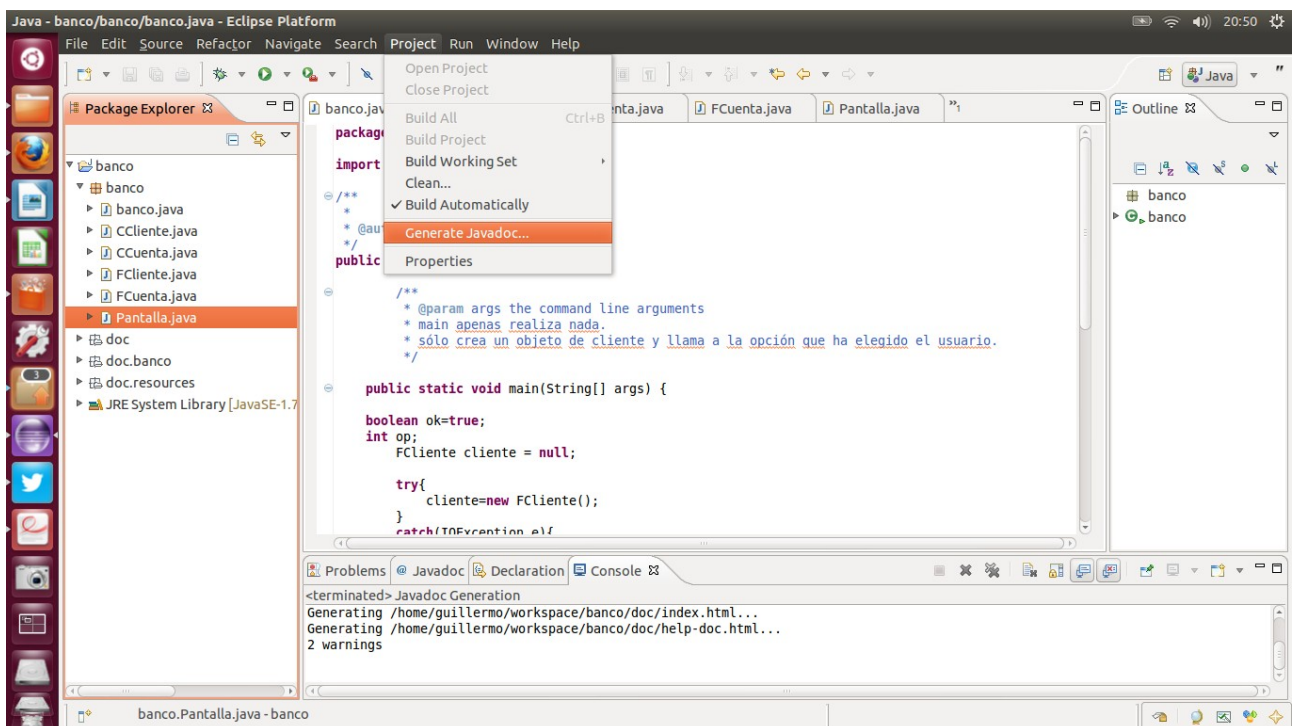 Java - banco/banco/banco.java - Eclipse Platform
20:50
File Edit Source Refactor Navigate Search Project Run Window Help
Java
Package Explorer
banco
banco
banco.java
CCliente.java
CCuenta.java
FCliente.java
FCuenta.java
Pantalla.java
doc
doc.banco
doc.resources
JRE System Library [JavaSE-1.7
Open Project
Close Project
Build All Ctrl+B
Build Project
Build Working Set
Clean...
Build Automatically
Generate Javadoc...
Properties
banco.jav
nta.java
FCuenta.java
Pantalla.java
1
package
import
/**
*
* @au
*/
public
/**
* @param args the command line arguments
* main apenas realiza nada.
* sólo crea un objeto de cliente y llama a la opción que ha elegido el usuario.
*/
public static void main(String[] args) {
boolean ok=true;
int op;
FCliente cliente = null;
try{
cliente=new FCliente();
}
catch(IOException e){
Outline
banco
banco
Problems @ Javadoc Declaration Console
<terminated> Javadoc Generation
Generating /home/guillermo/workspace/banco/doc/index.html...
Generating /home/guillermo/workspace/banco/doc/help-doc.html...
2 warnings
3
banco.Pantalla.java - banco